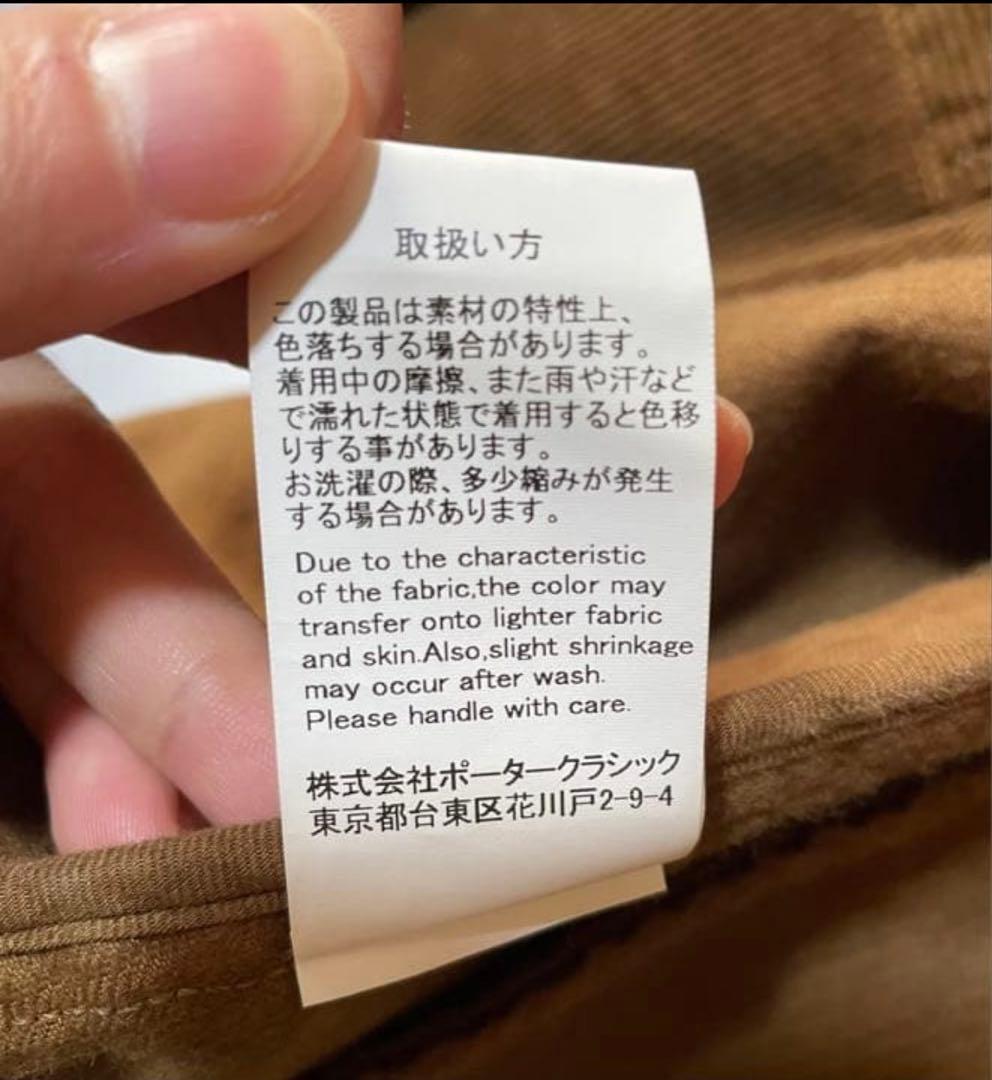 取扱い方
この製品は素材の特性上、
色落ちする場合があります。
着用中の摩擦、また雨や汗など
で濡れた状態で着用すると色移
りする事があります。
お洗濯の際、多少縮みが発生
する場合があります。
Due to the characteristic
of the fabric,the color may
transfer onto lighter fabric
and skin.Also,slight shrinkage
may occur after wash.
Please handle with care.
株式会社ポータークラシック
東京都台東区花川戸2-9-4